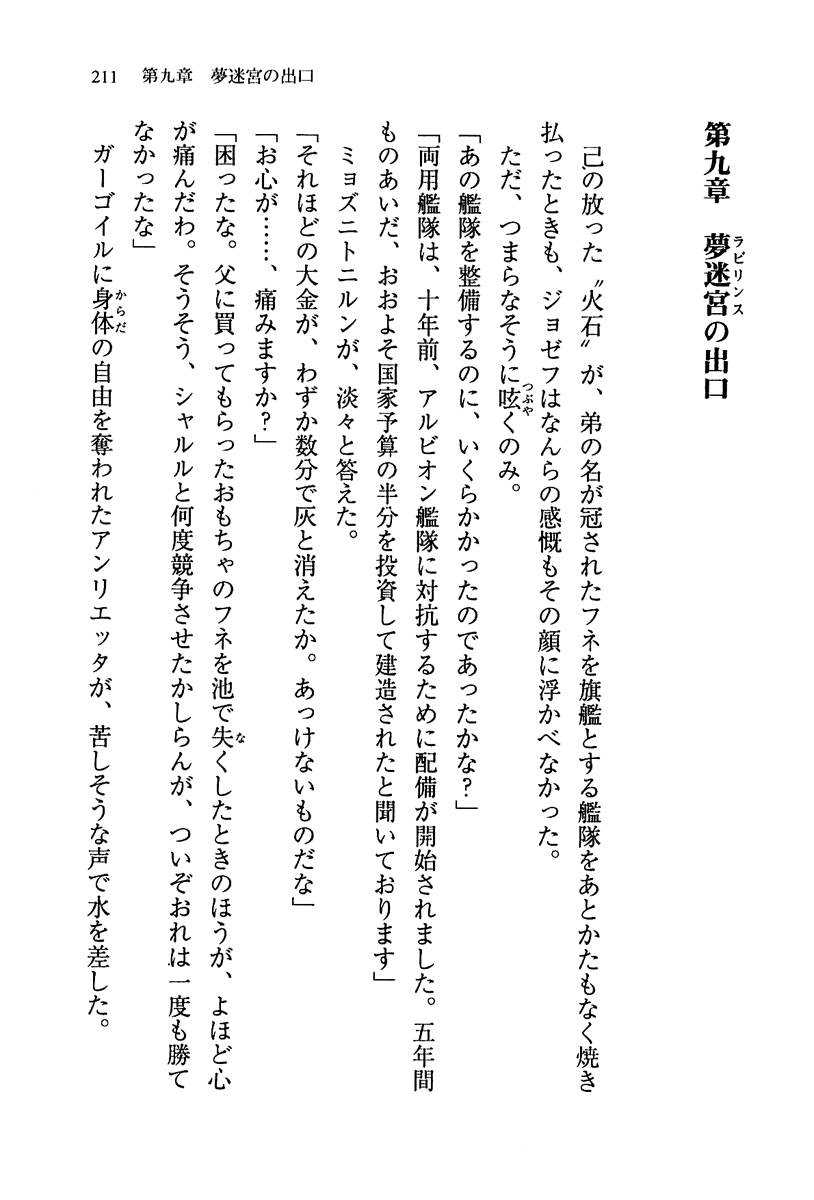 211　第九章　夢迷宮の出口
第九章　夢迷宮の出口
ラビリンス
　己の放った〝火石〟が、弟の名が冠されたフネを旗艦とする艦隊をあとかたもなく焼き
払ったときも、ジョゼフはなんらの感慨もその顔に浮かべなかった。
　ただ、つまらなそうに呟くのみ。
つぶや
「あの艦隊を整備するのに、いくらかかったのであったかな？」
「両用艦隊は、十年前、アルビオン艦隊に対抗するために配備が開始されました。五年間
ものあいだ、おおよそ国家予算の半分を投資して建造されたと聞いております」
　ミョズニトニルンが、淡々と答えた。
「それほどの大金が、わずか数分で灰と消えたか。あっけないものだな」
「お心が……、痛みますか？」
「困ったな。父に買ってもらったおもちゃのフネを池で失くしたときのほうが、よほど心
な
が痛んだわ。そうそう、シャルルと何度競争させたかしらんが、ついぞおれは一度も勝て
なかったな」
　ガーゴイルに身体の自由を奪われたアンリエッタが、苦しそうな声で水を差した。
からだ